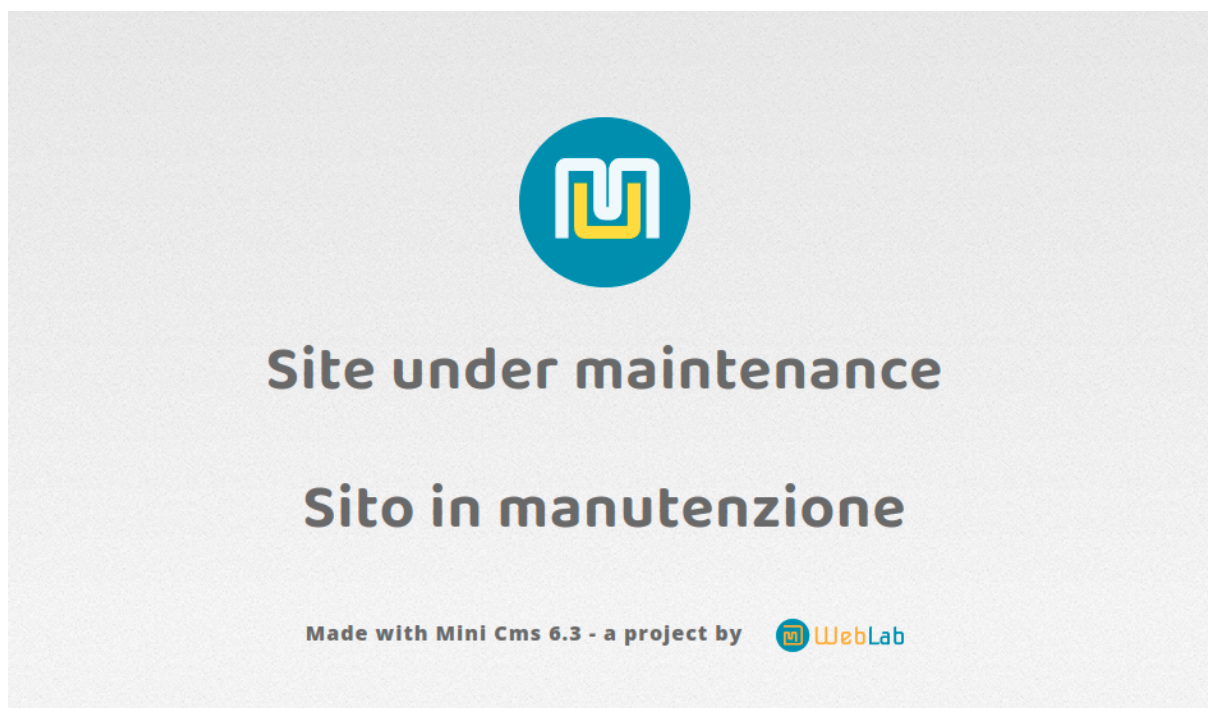 Site under maintenance
Sito in manutenzione
Made with Mini Cms 6.3 - a project by WebLab